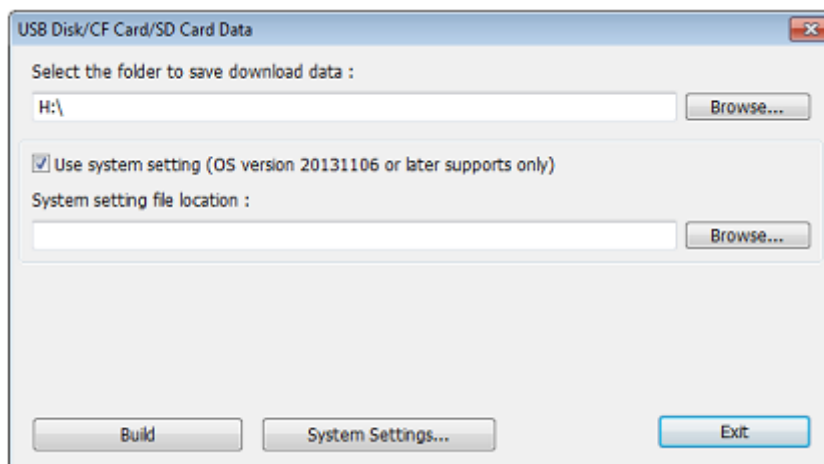 USB Disk/CF Card/SD Card Data
Select the folder to save download data :
H:\
Browse...
Use system setting (OS version 20131106 or later supports only)
System setting file location :
Browse...
Build
System Settings...
Exit